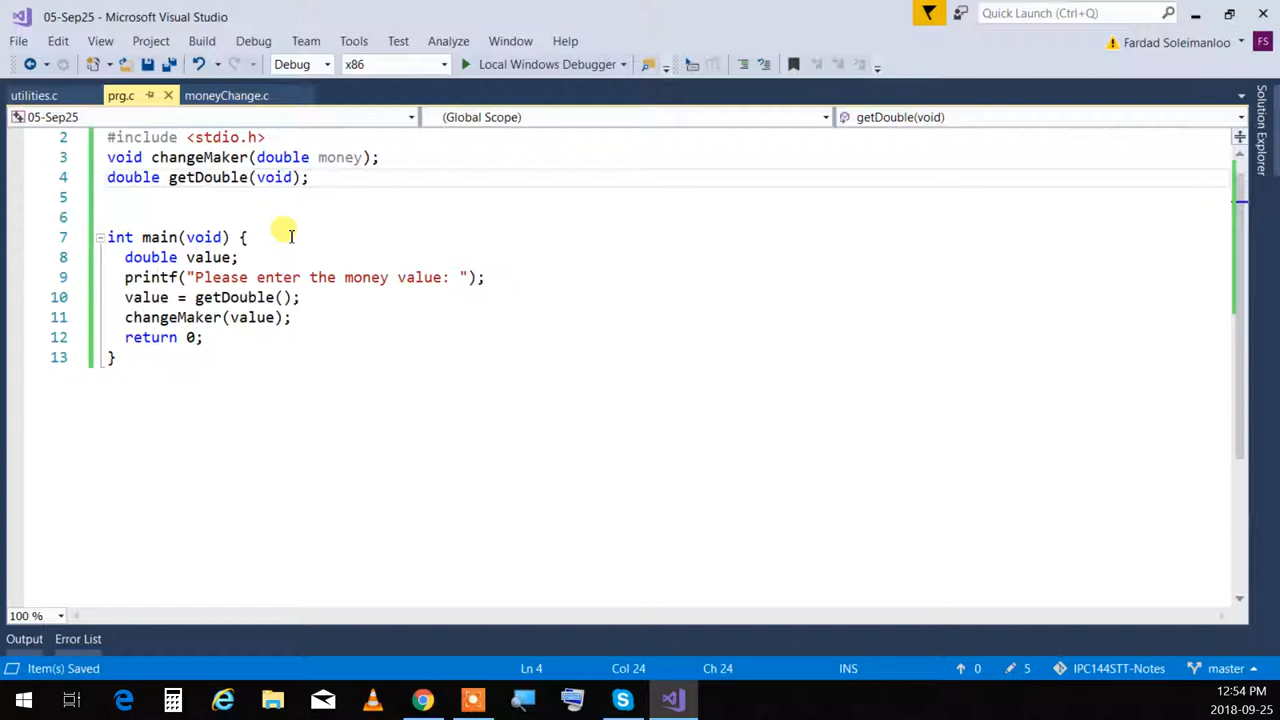 05-Sep25 - Microsoft Visual Studio
Quick Launch (Ctrl+Q)
File Edit View Project Build Debug Team Tools Test Analyze Window Help
Fardad Soleimanloo FS
Debug x86 Local Windows Debugger
utilities.c prg.c moneyChange.c
05-Sep25 (Global Scope) getDouble(void)
Solution Explorer
2 #include <stdio.h>
3 void changeMaker(double money);
4 double getDouble(void);
5
6
7 int main(void) {
8 double value;
9 printf("Please enter the money value: ");
10 value = getDouble();
11 changeMaker(value);
12 return 0;
13 }
100 %
Output Error List
Item(s) Saved Ln 4 Col 24 Ch 24 INS 0 5 IPC144STT-Notes master
12:54 PM
2018-09-25